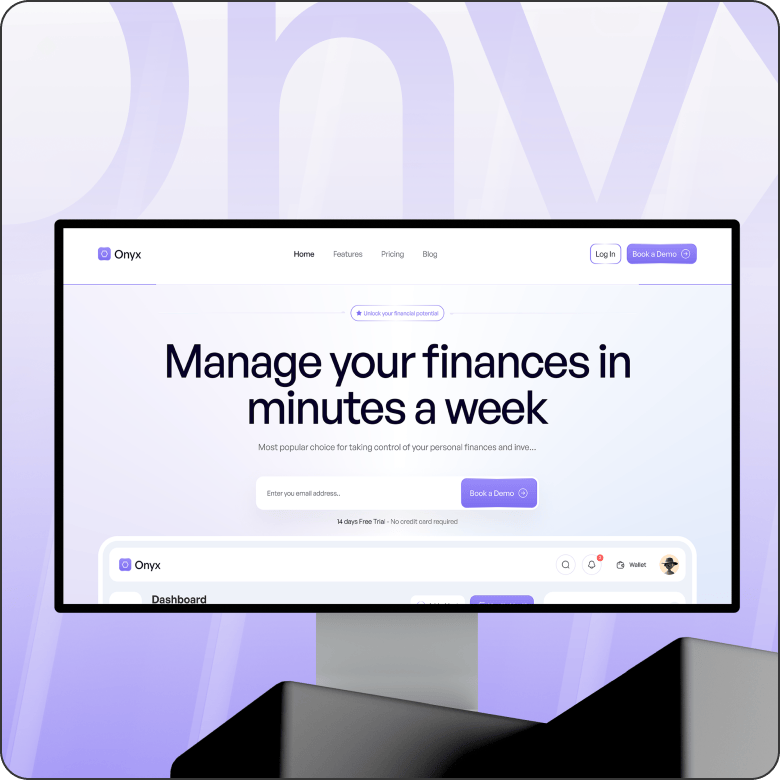 Onyx
Onyx
Home
Features
Pricing
Blog
Log In
Book a Demo
Unlock your financial potential
Manage your finances in
minutes a week
Most popular choice for taking control of your personal finances and inve...
Enter you email address..
Book a Demo
14 days Free Trial - No credit card required
Onyx
Wallet
Dashboard